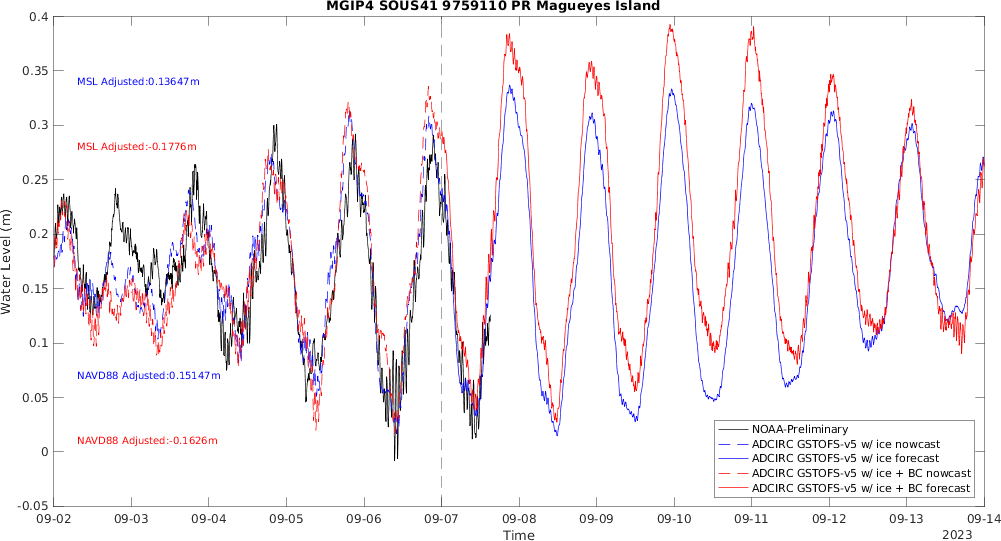 MGIP4 SOUS41 9759110 PR Magueyes Island
0.4
0.35
0.3
0.25
0.2
0.15
0.1
0.05
0
-0.05
Water Level (m)
MSL Adjusted:0.13647m
MSL Adjusted:-0.1776m
NAVD88 Adjusted:0.15147m
NAVD88 Adjusted:-0.1626m
NOAA-Preliminary
ADCIRC GSTOFS-v5 w/ ice nowcast
ADCIRC GSTOFS-v5 w/ ice forecast
ADCIRC GSTOFS-v5 w/ ice + BC nowcast
ADCIRC GSTOFS-v5 w/ ice + BC forecast
09-02 09-03 09-04 09-05 09-06 09-07 09-08 09-09 09-10 09-11 09-12 09-13 09-14
Time
2023